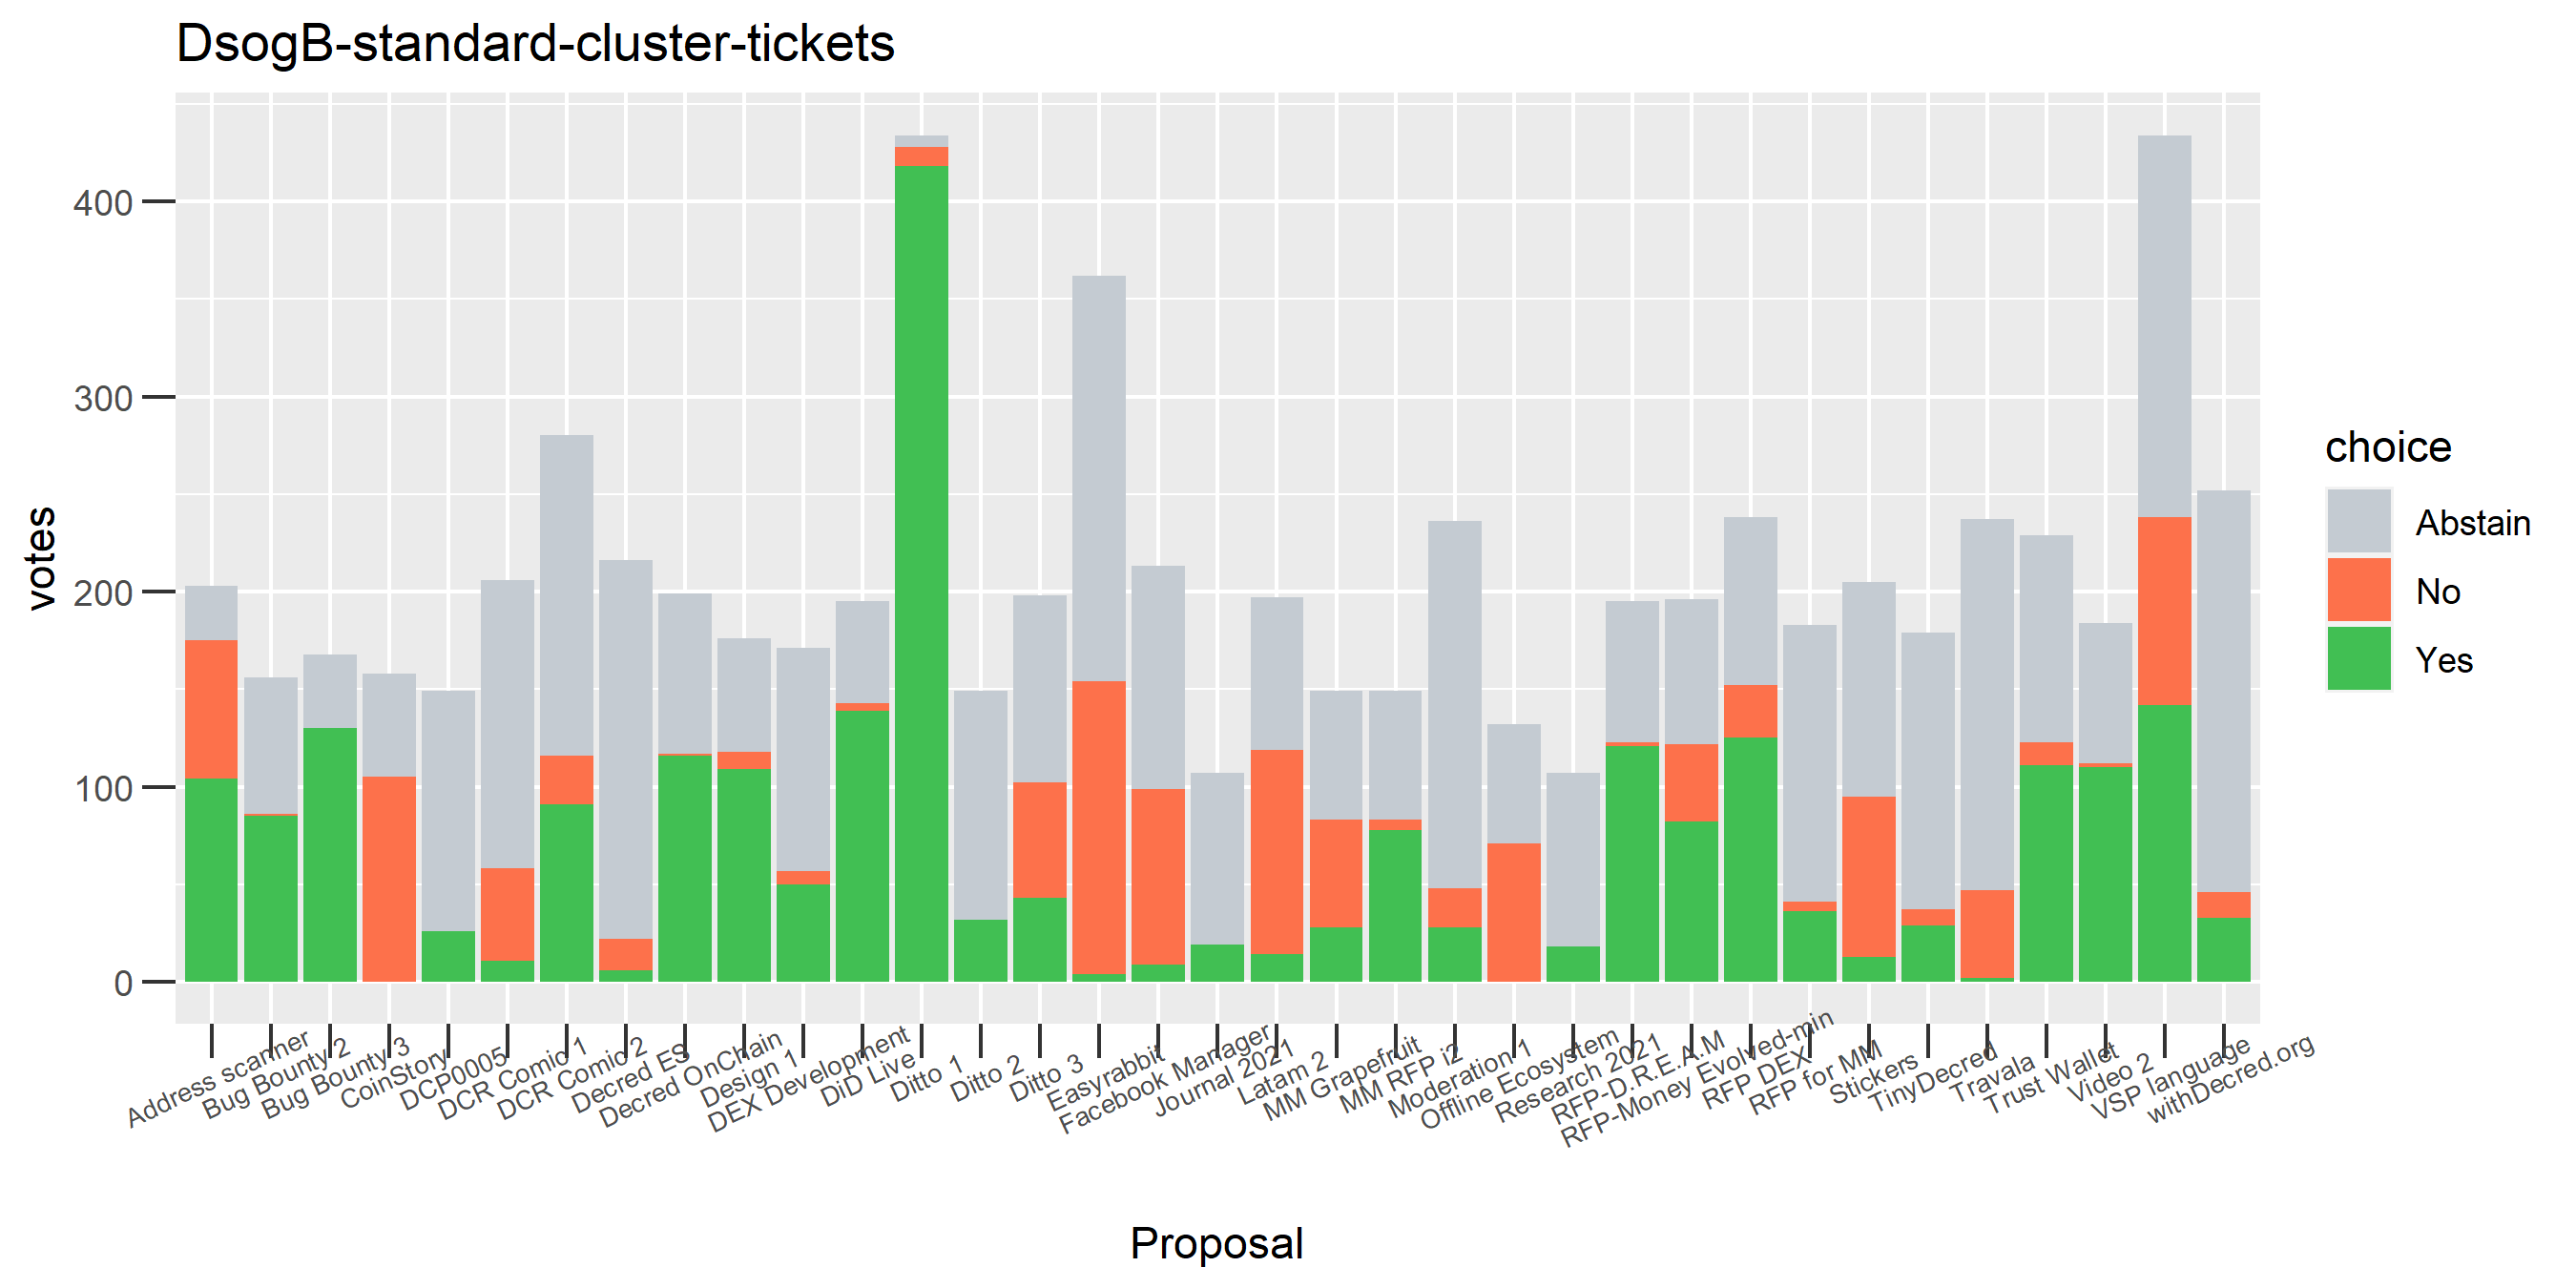 DsogB-standard-cluster-tickets
votes
400
300
200
100
0
Address scanner
Bug Bounty 2
Bug Bounty 3
CoinStory
DCP0005
DCR Comic 1
DCR Comic 2
Decred ES
Decred OnChain
Design 1
DEX Development
DiD Live
Ditto 1
Ditto 2
Ditto 3
Easyrabbit
Facebook Manager
Journal 2021
Latam 2
MM Grapefruit
MM RFP i2
Moderation 1
Offline Ecosystem
Research 2021
RFP-D.R.E.A.M
RFP-Money Evolved-min
RFP DEX
RFP for MM
Stickers
TinyDecred
Travala
Trust Wallet
Video 2
VSP language
withDecred.org
Proposal
choice
Abstain
No
Yes